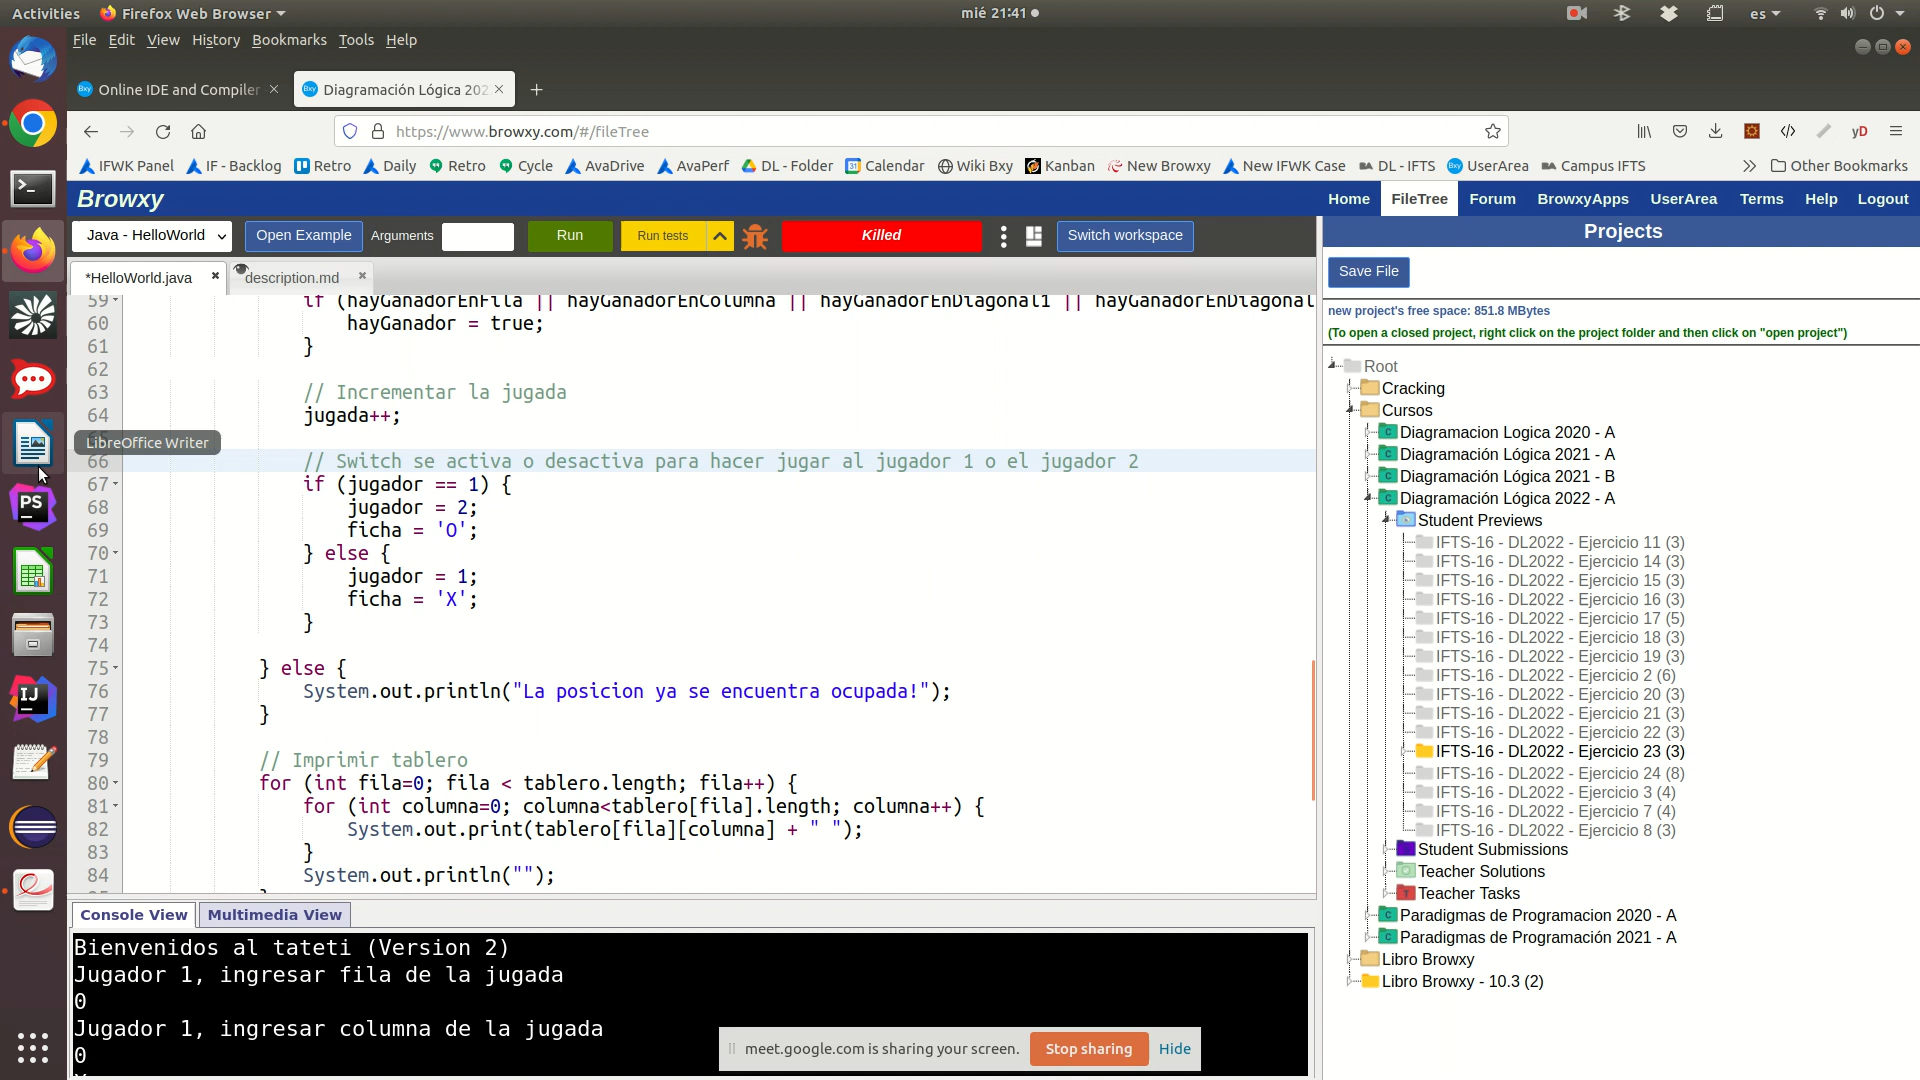 Activities
Firefox Web Browser
mié 21:41
es
File Edit View History Bookmarks Tools Help
Online IDE and Compiler
Diagramación Lógica 202
https://www.browxy.com/#/fileTree
yD
IFWK Panel
IF - Backlog
Retro
Daily
Retro
Cycle
AvaDrive
AvaPerf
DL - Folder
Calendar
Wiki Bxy
Kanban
New Browxy
New IFWK Case
DL - IFTS
UserArea
Campus IFTS
Other Bookmarks
Browxy
Home FileTree Forum BrowxyApps UserArea Terms Help Logout
Java - HelloWorld
Open Example
Arguments
Run
Run tests
Killed
Switch workspace
Projects
*HelloWorld.java
description.md
Save File
new project's free space: 851.8 MBytes
(To open a closed project, right click on the project folder and then click on "open project")
59 if (hayGanadorEnFila || hayGanadorEnColumna || hayGanadorEnDiagonal1 || hayGanadorEnDiagonal
60 hayGanador = true;
61 }
62
63 // Incrementar la jugada
64 jugada++;
LibreOffice Writer
66 // Switch se activa o desactiva para hacer jugar al jugador 1 o el jugador 2
67 if (jugador == 1) {
68 jugador = 2;
69 ficha = 'O';
70 } else {
71 jugador = 1;
72 ficha = 'X';
73 }
74
75 } else {
76 System.out.println("La posicion ya se encuentra ocupada!");
77 }
78
79 // Imprimir tablero
80 for (int fila=0; fila < tablero.length; fila++) {
81 for (int columna=0; columna<tablero[fila].length; columna++) {
82 System.out.print(tablero[fila][columna] + " ");
83 }
84 System.out.println("");
Root
Cracking
Cursos
Diagramacion Logica 2020 - A
Diagramación Lógica 2021 - A
Diagramación Lógica 2021 - B
Diagramación Lógica 2022 - A
Student Previews
IFTS-16 - DL2022 - Ejercicio 11 (3)
IFTS-16 - DL2022 - Ejercicio 14 (3)
IFTS-16 - DL2022 - Ejercicio 15 (3)
IFTS-16 - DL2022 - Ejercicio 16 (3)
IFTS-16 - DL2022 - Ejercicio 17 (5)
IFTS-16 - DL2022 - Ejercicio 18 (3)
IFTS-16 - DL2022 - Ejercicio 19 (3)
IFTS-16 - DL2022 - Ejercicio 2 (6)
IFTS-16 - DL2022 - Ejercicio 20 (3)
IFTS-16 - DL2022 - Ejercicio 21 (3)
IFTS-16 - DL2022 - Ejercicio 22 (3)
IFTS-16 - DL2022 - Ejercicio 23 (3)
IFTS-16 - DL2022 - Ejercicio 24 (8)
IFTS-16 - DL2022 - Ejercicio 3 (4)
IFTS-16 - DL2022 - Ejercicio 7 (4)
IFTS-16 - DL2022 - Ejercicio 8 (3)
Student Submissions
Teacher Solutions
Teacher Tasks
Paradigmas de Programacion 2020 - A
Paradigmas de Programación 2021 - A
Libro Browxy
Libro Browxy - 10.3 (2)
Console View
Multimedia View
Bienvenidos al tateti (Version 2)
Jugador 1, ingresar fila de la jugada
0
Jugador 1, ingresar columna de la jugada
0
meet.google.com is sharing your screen.
Stop sharing
Hide
PS
IJ